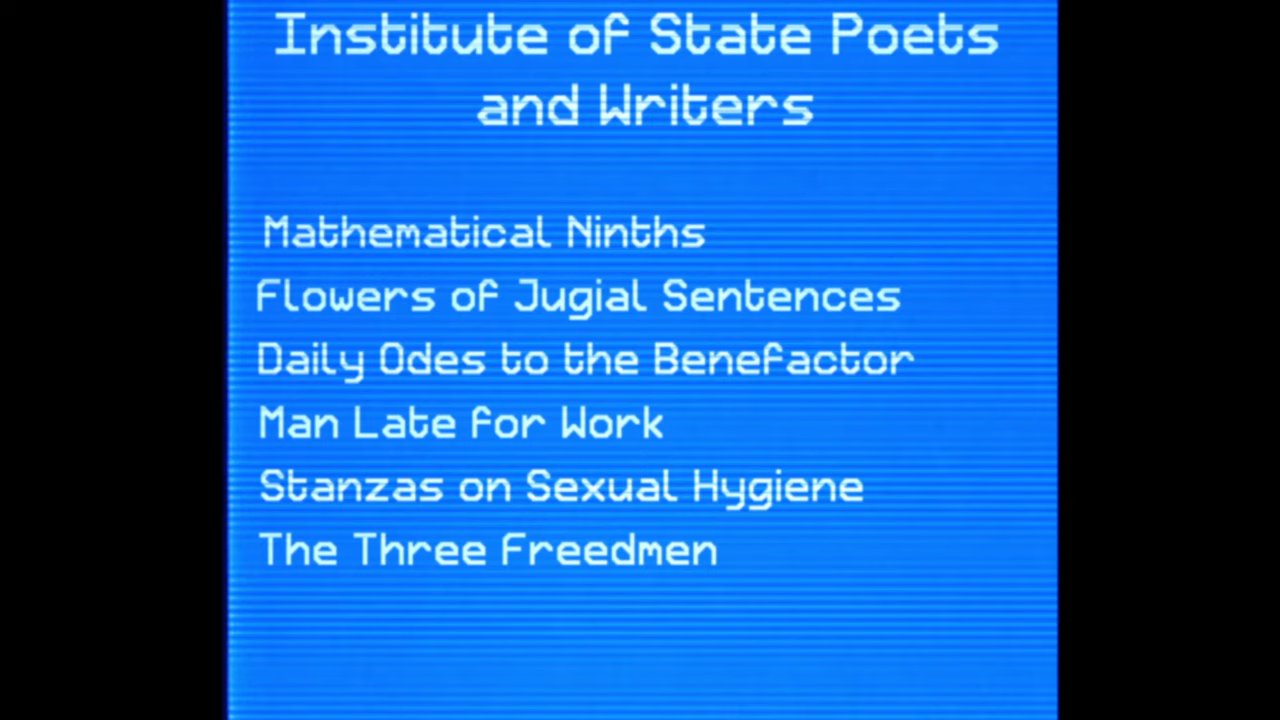 Institute of State Poets
and Writers
Mathematical Ninths
Flowers of Jugial Sentences
Daily Odes to the Benefactor
Man Late for Work
Stanzas on Sexual Hygiene
The Three Freedmen